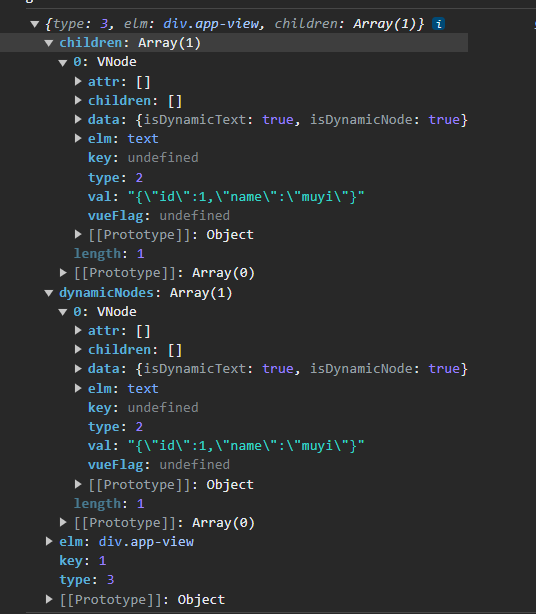 {type: 3, elm: div.app-view, children: Array(1)} i
children: Array(1)
0: VNode
attr: []
children: []
data: {isDynamicText: true, isDynamicNode: true}
elm: text
key: undefined
type: 2
val: "{\"id\":1,\"name\":\"muyi\"}"
vueFlag: undefined
[[Prototype]]: Object
length: 1
[[Prototype]]: Array(0)
dynamicNodes: Array(1)
0: VNode
attr: []
children: []
data: {isDynamicText: true, isDynamicNode: true}
elm: text
key: undefined
type: 2
val: "{\"id\":1,\"name\":\"muyi\"}"
vueFlag: undefined
[[Prototype]]: Object
length: 1
[[Prototype]]: Array(0)
elm: div.app-view
key: 1
type: 3
[[Prototype]]: Object